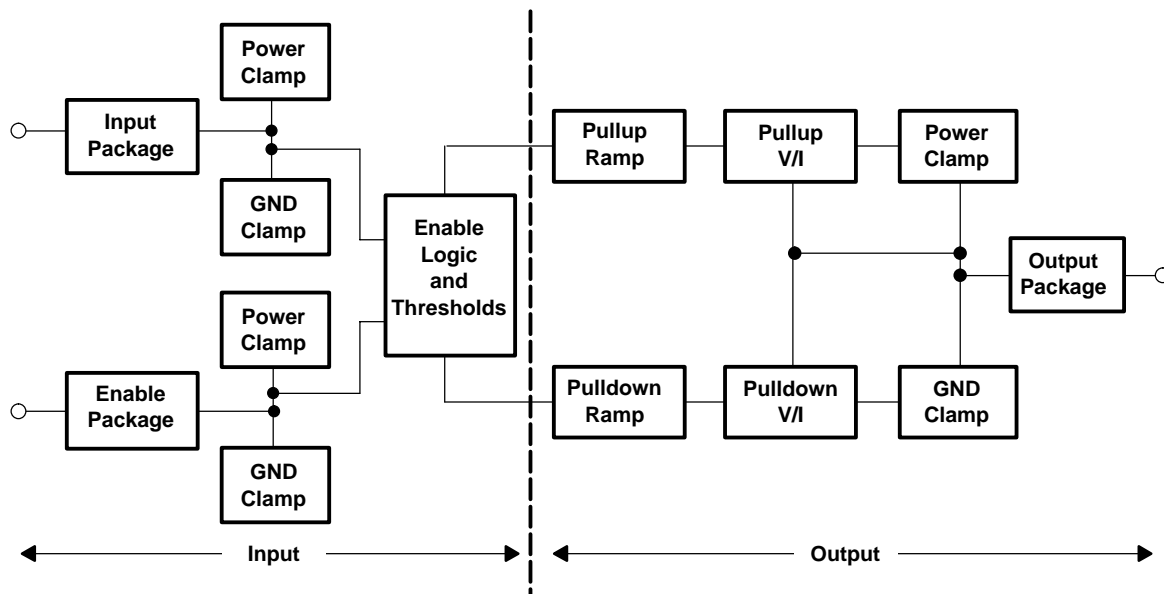 Power
Clamp
Input
Package
GND
Clamp
Power
Clamp
Enable
Package
GND
Clamp
Enable
Logic
and
Thresholds
Pullup
Ramp
Pullup
V/I
Power
Clamp
Output
Package
Pulldown
Ramp
Pulldown
V/I
GND
Clamp
Input
Output